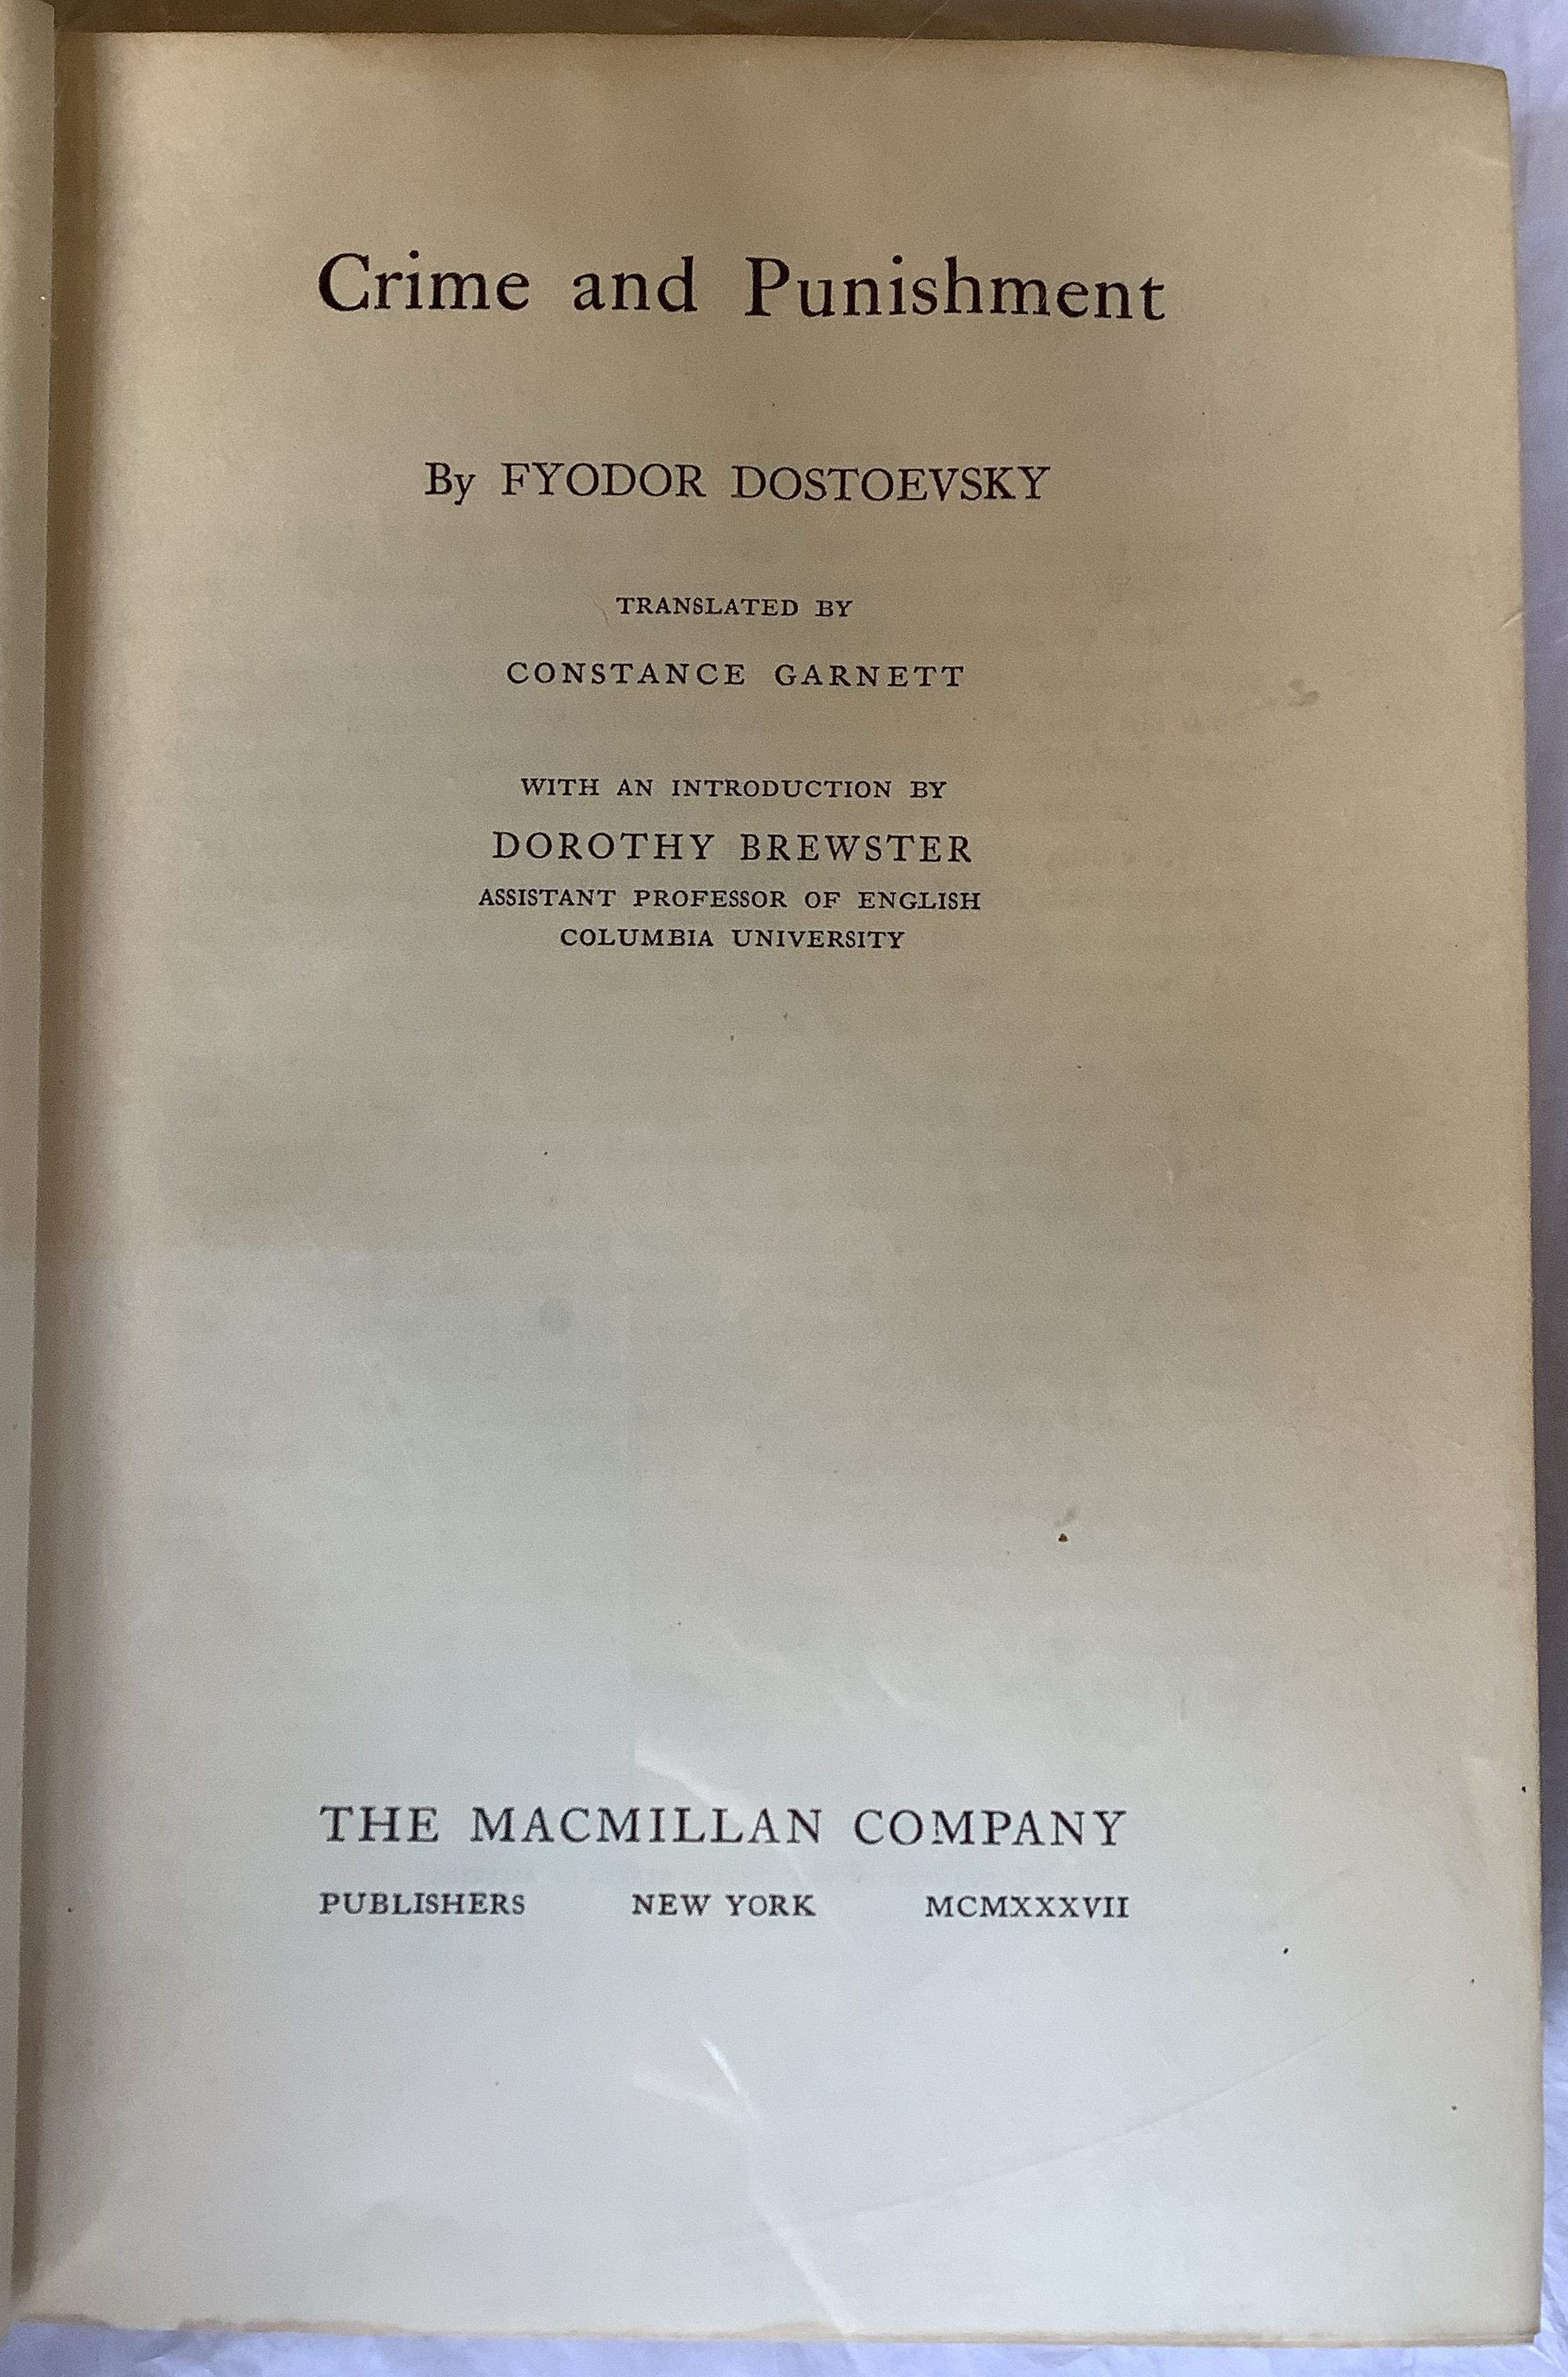 Crime and Punishment
By FYODOR DOSTOEVSKY
TRANSLATED BY
CONSTANCE GARNETT
WITH AN INTRODUCTION BY
DOROTHY BREWSTER
ASSISTANT PROFESSOR OF ENGLISH
COLUMBIA UNIVERSITY
THE MACMILLAN COMPANY
PUBLISHERS NEW YORK MCMXXXVII